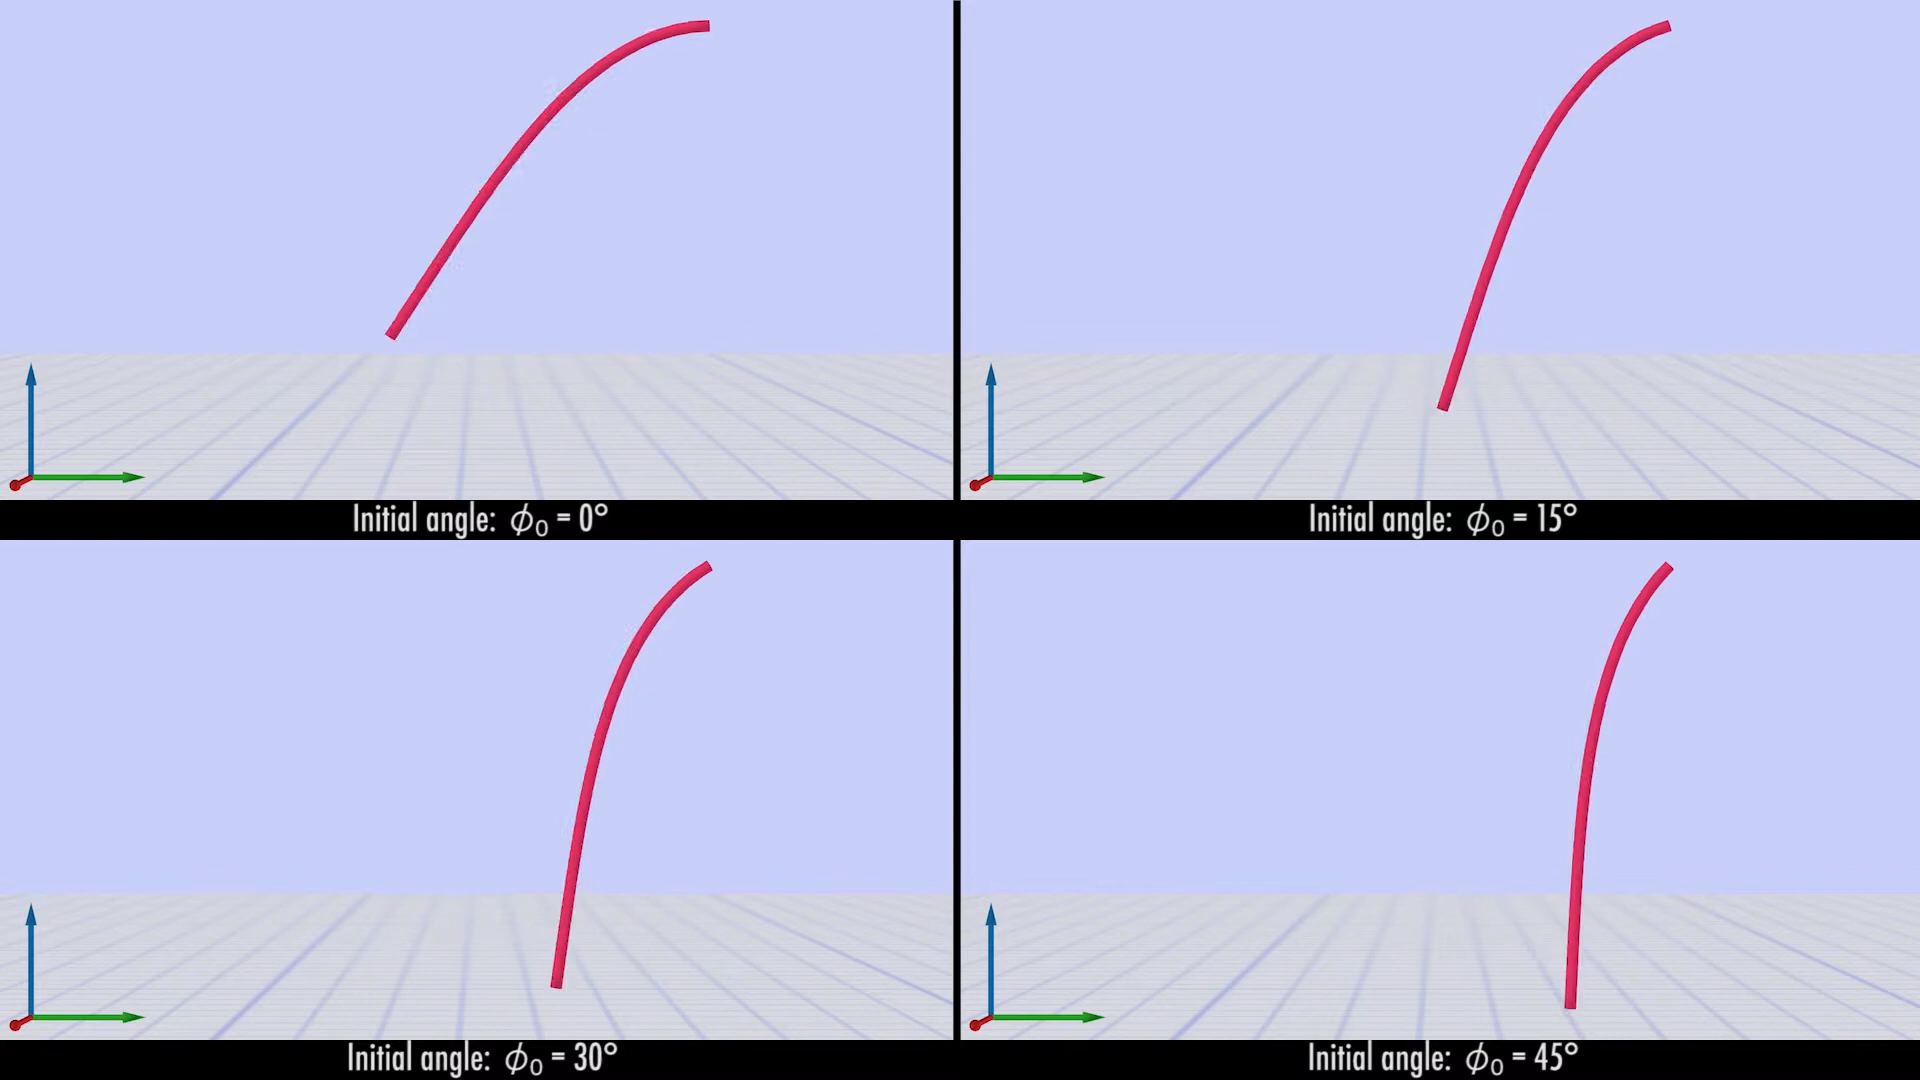 Initial angle: ϕ₀ = 0°
Initial angle: ϕ₀ = 15°
Initial angle: ϕ₀ = 30°
Initial angle: ϕ₀ = 45°